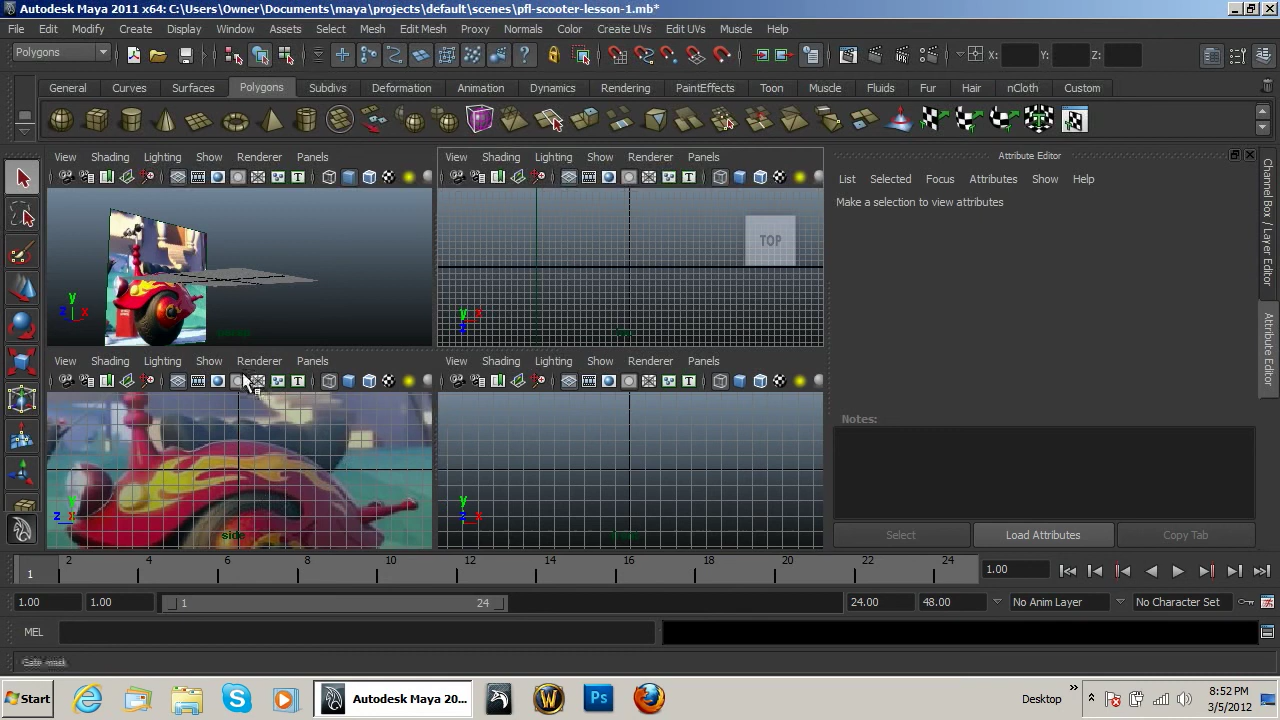 Autodesk Maya 2011 x64: C:\Users\Owner\Documents\maya\projects\default\scenes\pfl-scooter-lesson-1.mb*
File Edit Modify Create Display Window Assets Select Mesh Edit Mesh Proxy Normals Color Create UVs Edit UVs Muscle Help
Polygons X: Y: Z:
General Curves Surfaces Polygons Subdivs Deformation Animation Dynamics Rendering PaintEffects Toon Muscle Fluids Fur Hair nCloth Custom
View Shading Lighting Show Renderer Panels
View Shading Lighting Show Renderer Panels
Attribute Editor
List Selected Focus Attributes Show Help
Make a selection to view attributes
Channel Box / Layer Editor
Attribute Editor
TOP
y z x
y x z
persp
View Shading Lighting Show Renderer Panels
View Shading Lighting Show Renderer Panels
y z x
side
y z x
Notes:
Select Load Attributes Copy Tab
2 4 6 8 10 12 14 16 18 20 22 24
1 1.00
1.00 1.00 1 24 24.00 48.00 No Anim Layer No Character Set
MEL
Gate mask
Start Autodesk Maya 20... Ps Desktop » 8:52 PM
3/5/2012